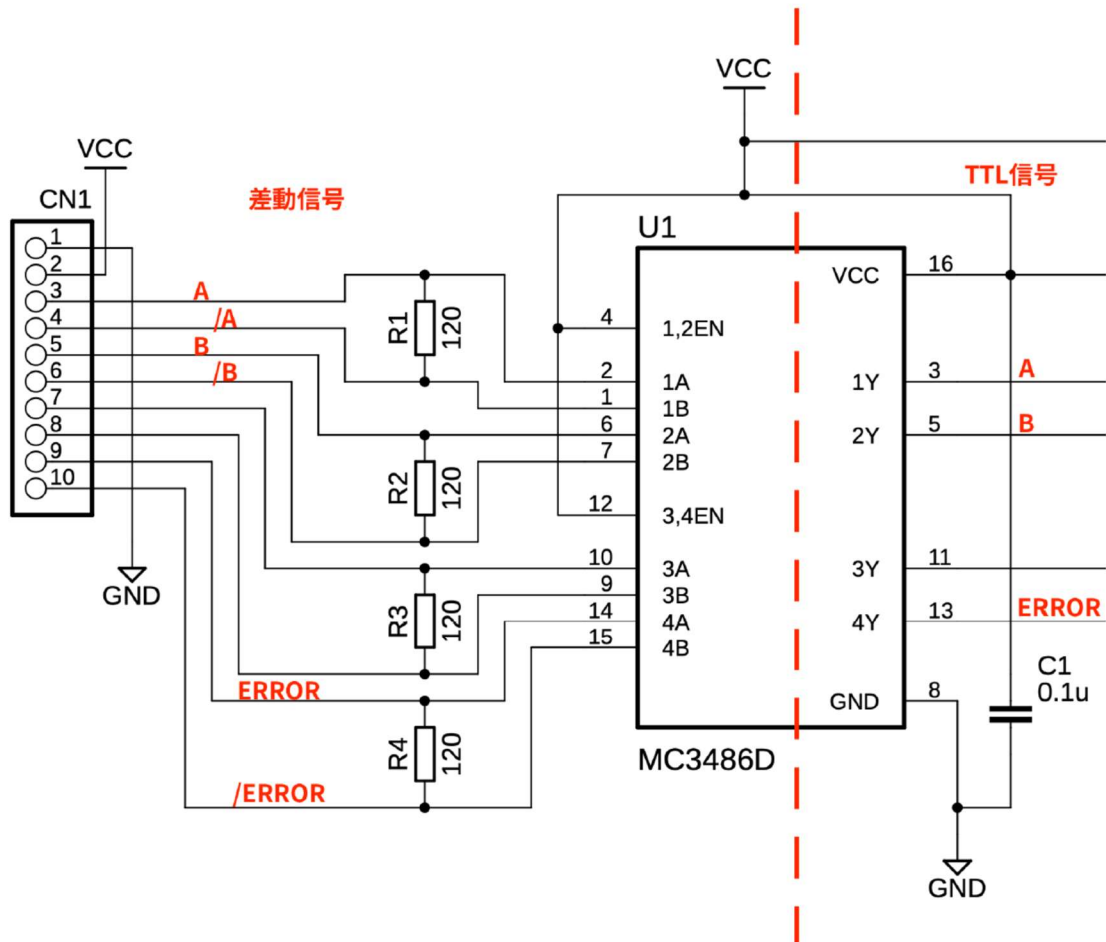 VCC
VCC
CN1
差動信号
TTL信号
U1
1
2
3
4
5
6
7
8
9
10
A
/A
B
/B
R1
120
R2
120
R3
120
R4
120
ERROR
/ERROR
GND
4
2
1
6
7
12
10
9
14
15
1,2EN
1A
1B
2A
2B
3,4EN
3A
3B
4A
4B
VCC
1Y
2Y
3Y
4Y
GND
16
3
5
11
13
8
A
B
ERROR
C1
0.1u
MC3486D
GND